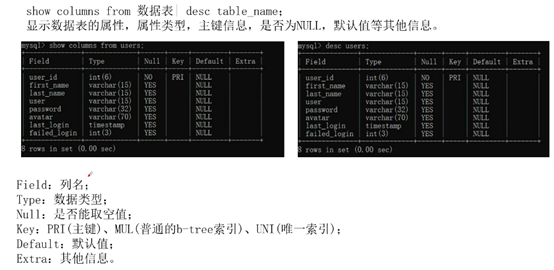 show columns from 数据表 desc table_name;
显示数据表的属性，属性类型，主键信息，是否为NULL，默认值等其他信息。
mysql> show columns from users;
| Field | Type | Null | Key | Default | Extra |
| user_id | int(6) | NO | PRI | NULL | |
| first_name | varchar(15) | YES | | NULL | |
| last_name | varchar(15) | YES | | NULL | |
| user | varchar(15) | YES | | NULL | |
| password | varchar(32) | YES | | NULL | |
| avatar | varchar(70) | YES | | NULL | |
| last_login | timestamp | YES | | NULL | |
| failed_login | int(3) | YES | | NULL | |
8 rows in set (0.00 sec)
mysql> desc users;
| Field | Type | Null | Key | Default | Extra |
| user_id | int(6) | NO | PRI | NULL | |
| first_name | varchar(15) | YES | | NULL | |
| last_name | varchar(15) | YES | | NULL | |
| user | varchar(15) | YES | | NULL | |
| password | varchar(32) | YES | | NULL | |
| avatar | varchar(70) | YES | | NULL | |
| last_login | timestamp | YES | | NULL | |
| failed_login | int(3) | YES | | NULL | |
8 rows in set (0.00 sec)
Field：列名；
Type：数据类型；
Null：是否能取空值；
Key：PRI(主键)、MUL(普通的b-tree索引)、UNI(唯一索引)；
Default：默认值；
Extra：其他信息。